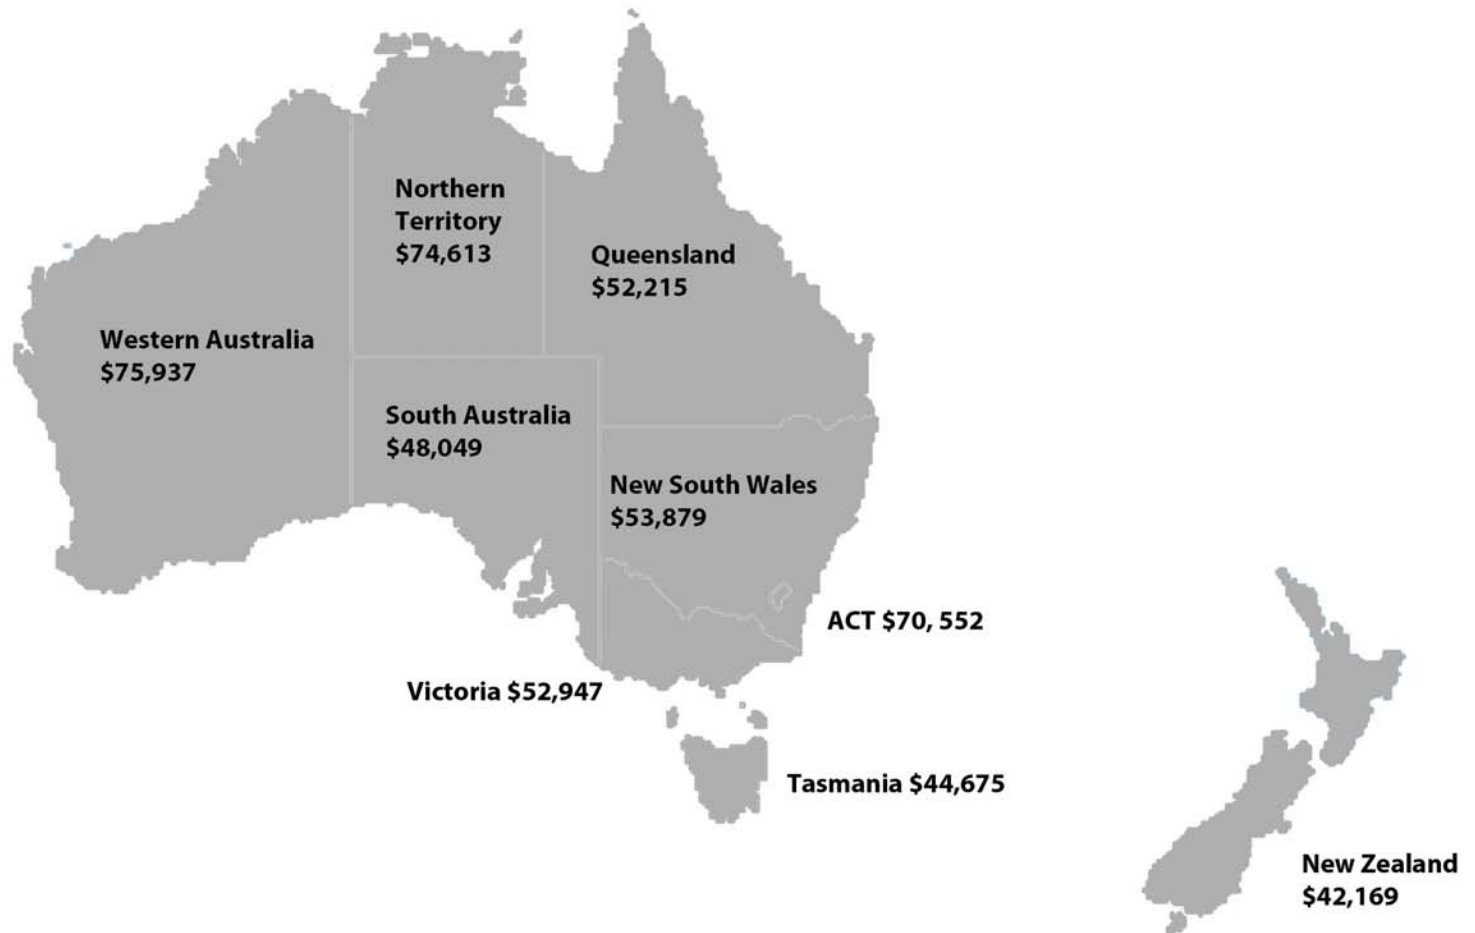 Northern
Territory
$74,613
Queensland
$52,215
Western Australia
$75,937
South Australia
$48,049
New South Wales
$53,879
ACT $70, 552
Victoria $52,947
Tasmania $44,675
New Zealand
$42,169